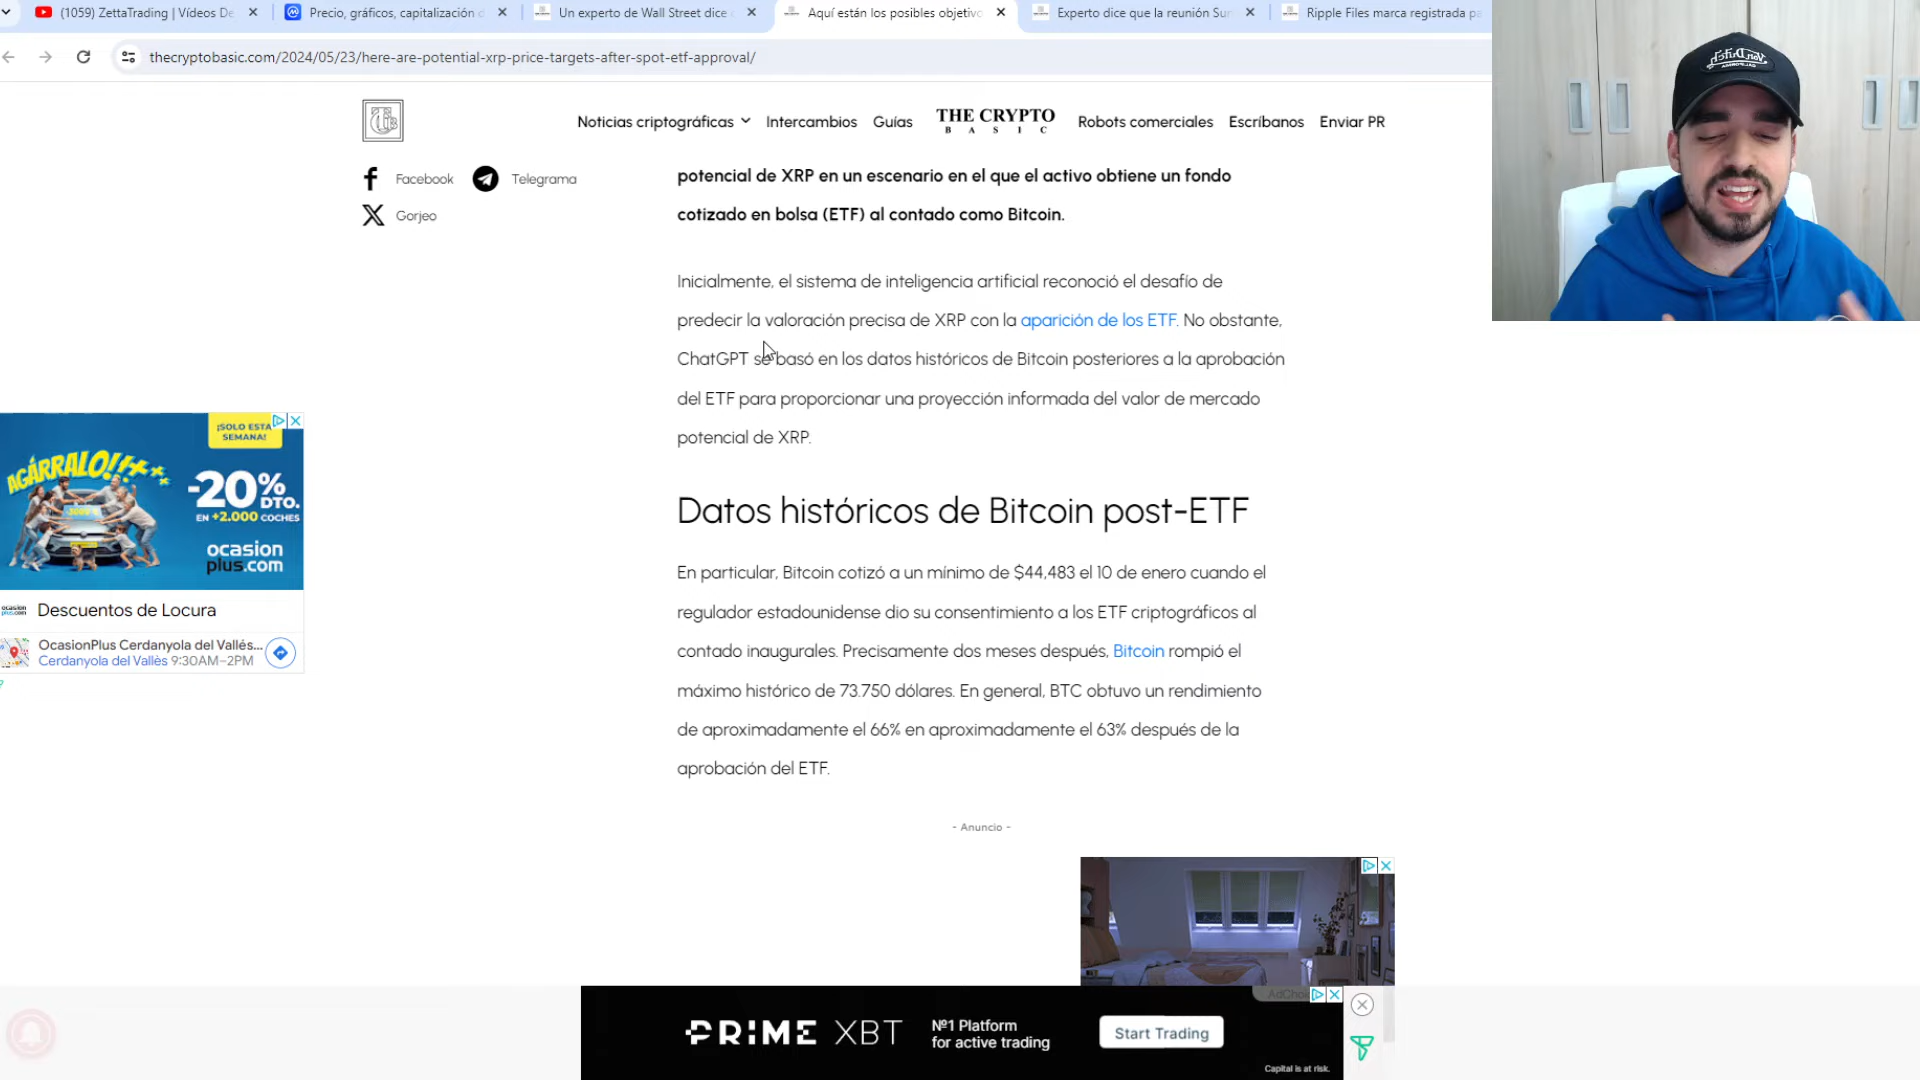 (1059) ZettaTrading | Vídeos De
Precio, gráficos, capitalización d
Un experto de Wall Street dice
Aquí están los posibles objetivo
Experto dice que la reunión Sur
Ripple Files marca registrada pa
thecryptobasic.com/2024/05/23/here-are-potential-xrp-price-targets-after-spot-etf-approval/
Noticias criptográficas
Intercambios
Guías
THE CRYPTO
BASIC
Robots comerciales
Escríbanos
Enviar PR
Facebook
Telegrama
Gorjeo
potencial de XRP en un escenario en el que el activo obtiene un fondo
cotizado en bolsa (ETF) al contado como Bitcoin.
Inicialmente, el sistema de inteligencia artificial reconoció el desafío de
predecir la valoración precisa de XRP con la aparición de los ETF. No obstante,
ChatGPT se basó en los datos históricos de Bitcoin posteriores a la aprobación
del ETF para proporcionar una proyección informada del valor de mercado
potencial de XRP.
Datos históricos de Bitcoin post-ETF
En particular, Bitcoin cotizó a un mínimo de $44,483 el 10 de enero cuando el
regulador estadounidense dio su consentimiento a los ETF criptográficos al
contado inaugurales. Precisamente dos meses después, Bitcoin rompió el
máximo histórico de 73.750 dólares. En general, BTC obtuvo un rendimiento
de aproximadamente el 66% en aproximadamente el 63% después de la
aprobación del ETF.
- Anuncio -
¡SOLO ESTA
SEMANA!
AGÁRRALO!!
-20%
DTO.
EN +2.000 COCHES
ocasion
plus.com
Descuentos de Locura
OcasionPlus Cerdanyola del Vallés...
Cerdanyola del Vallès 9:30AM–2PM
PRIME XBT
Nº1 Platform
for active trading
Start Trading
Capital is at risk.
AdCho
Von Dutch